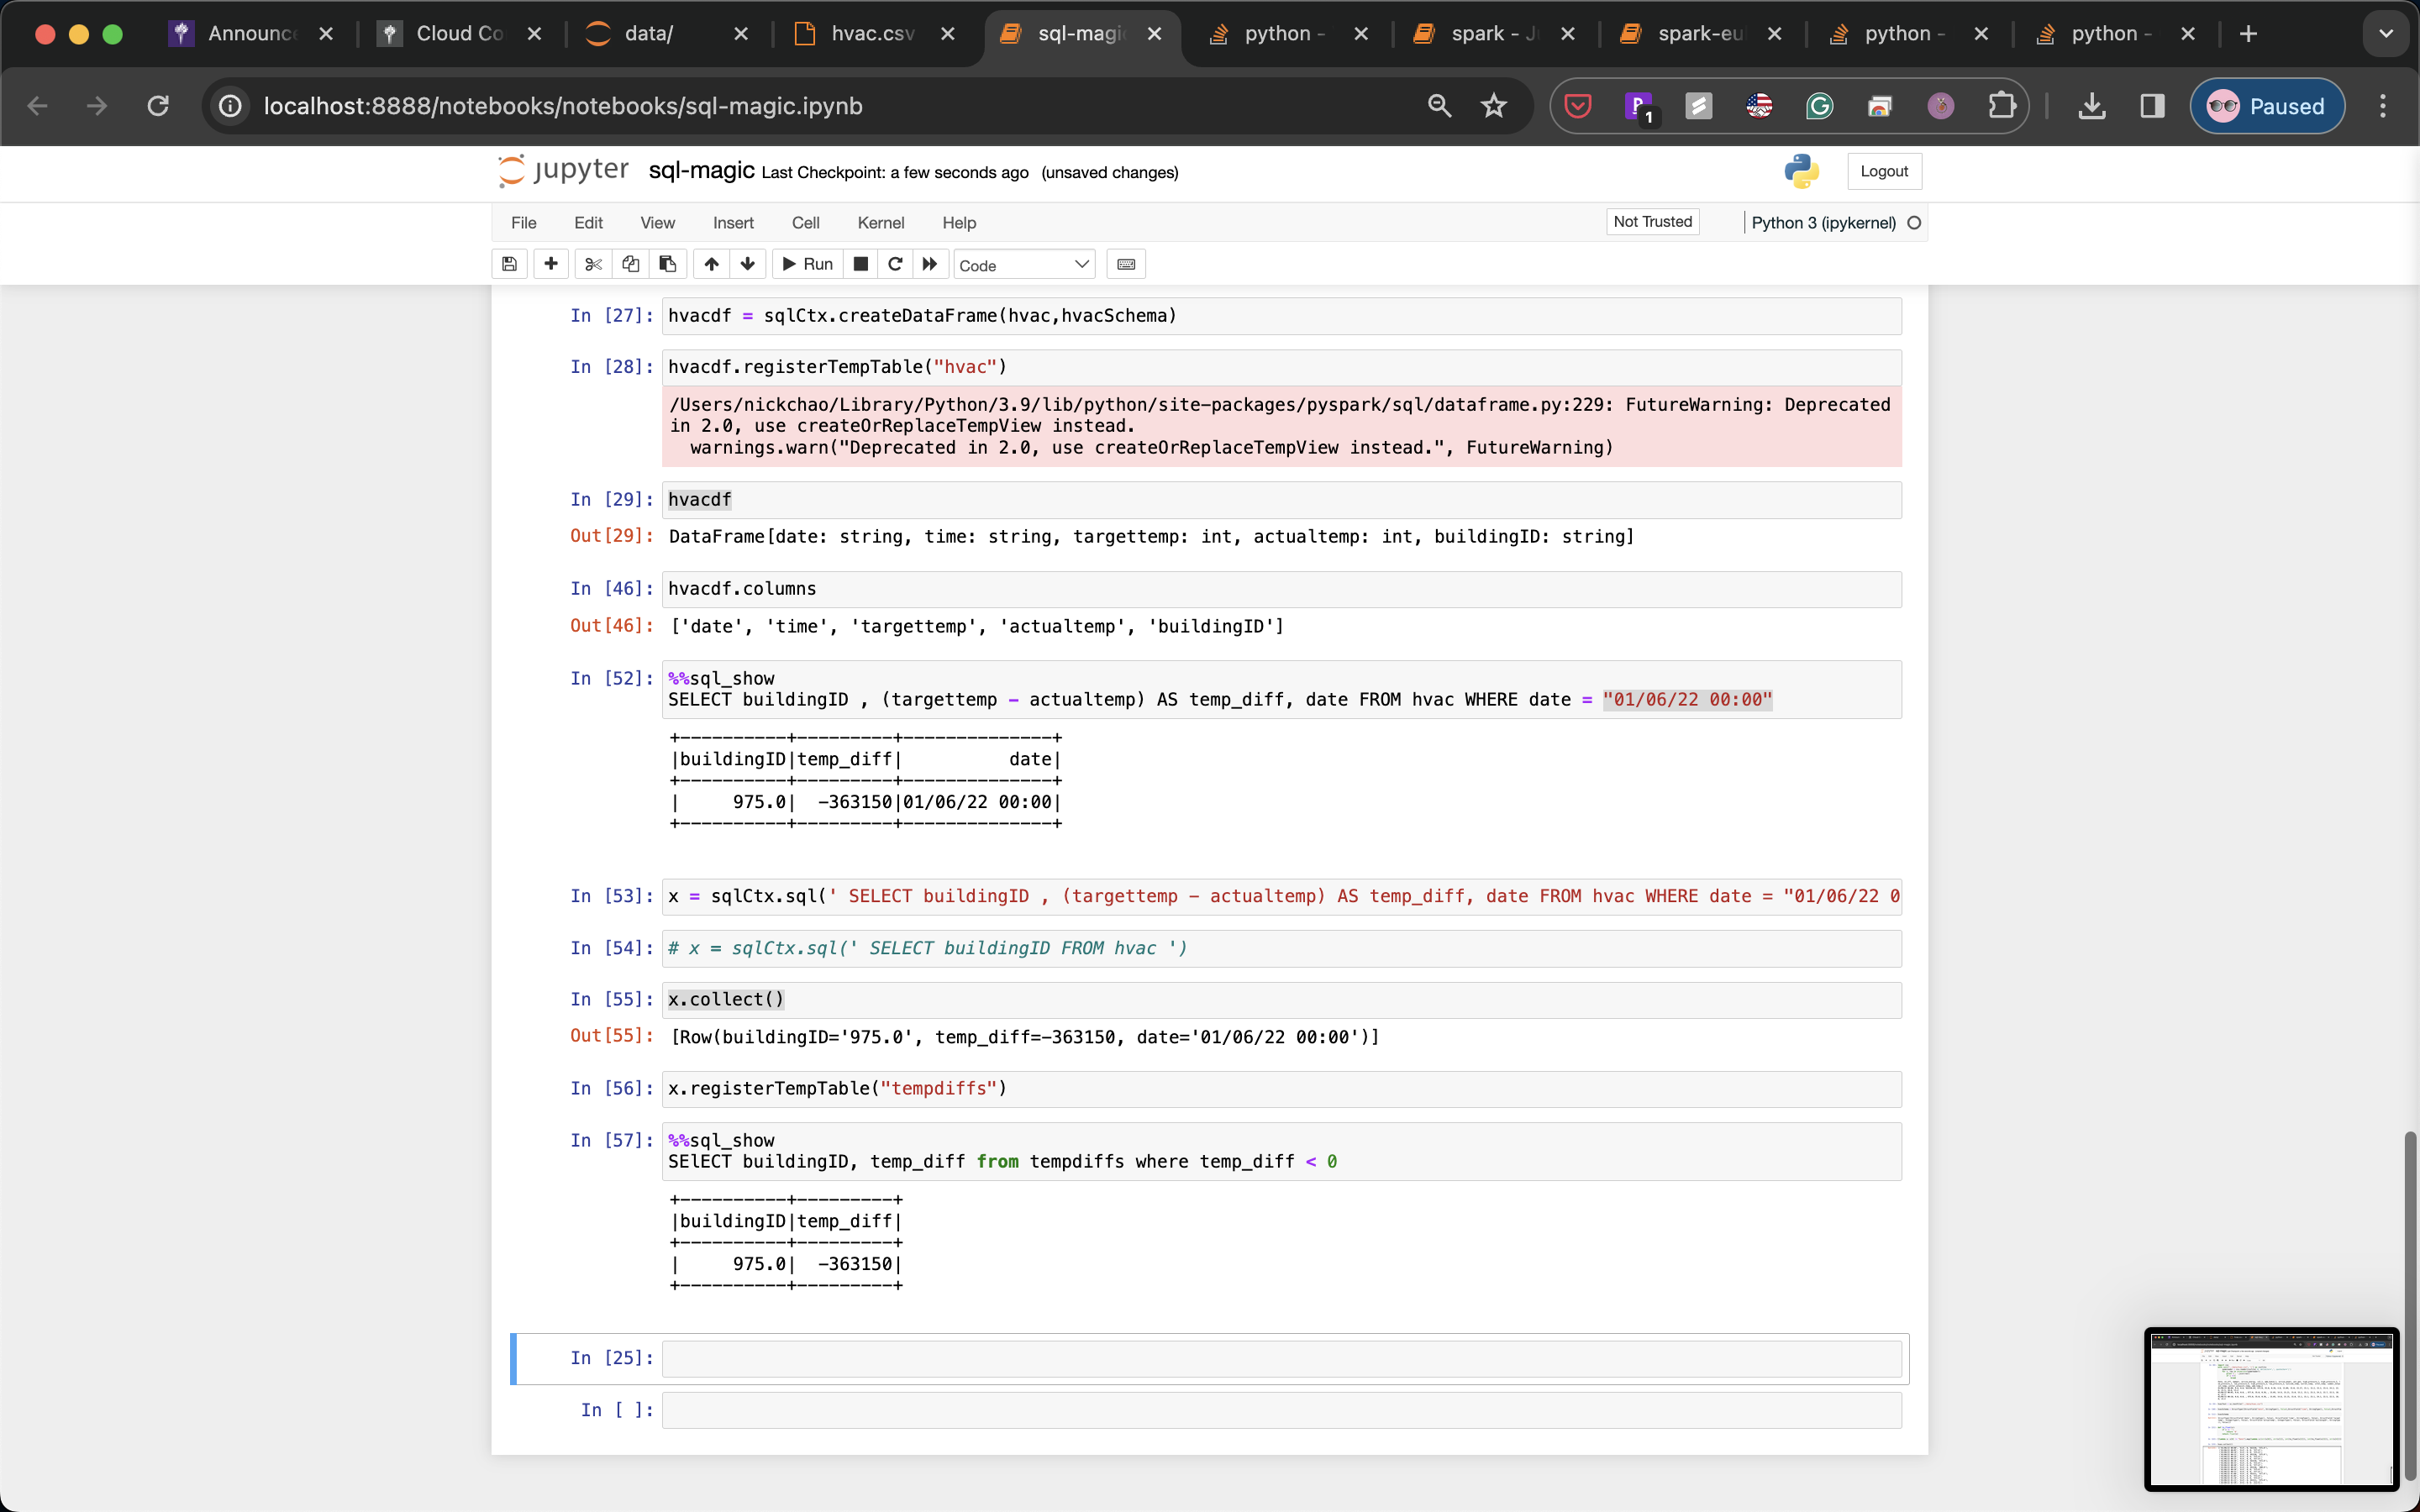 Announc
Cloud Co
data/
hvac.csv
sql-magi
python -
spark - J
spark-eu
python -
python -
localhost:8888/notebooks/notebooks/sql-magic.ipynb
1
Paused
jupyter sql-magic Last Checkpoint: a few seconds ago (unsaved changes)
Logout
File Edit View Insert Cell Kernel Help
Not Trusted
Python 3 (ipykernel)
Run
Code
In [27]: hvacdf = sqlCtx.createDataFrame(hvac,hvacSchema)
In [28]: hvacdf.registerTempTable("hvac")
/Users/nickchao/Library/Python/3.9/lib/python/site-packages/pyspark/sql/dataframe.py:229: FutureWarning: Deprecated
in 2.0, use createOrReplaceTempView instead.
warnings.warn("Deprecated in 2.0, use createOrReplaceTempView instead.", FutureWarning)
In [29]: hvacdf
Out[29]: DataFrame[date: string, time: string, targettemp: int, actualtemp: int, buildingID: string]
In [46]: hvacdf.columns
Out[46]: ['date', 'time', 'targettemp', 'actualtemp', 'buildingID']
In [52]: %%sql_show
SELECT buildingID , (targettemp - actualtemp) AS temp_diff, date FROM hvac WHERE date = "01/06/22 00:00"
+----------+---------+--------------+
|buildingID|temp_diff|          date|
+----------+---------+--------------+
|     975.0|  -363150|01/06/22 00:00|
+----------+---------+--------------+
In [53]: x = sqlCtx.sql(' SELECT buildingID , (targettemp - actualtemp) AS temp_diff, date FROM hvac WHERE date = "01/06/22 0
In [54]: # x = sqlCtx.sql(' SELECT buildingID FROM hvac ')
In [55]: x.collect()
Out[55]: [Row(buildingID='975.0', temp_diff=-363150, date='01/06/22 00:00')]
In [56]: x.registerTempTable("tempdiffs")
In [57]: %%sql_show
SElECT buildingID, temp_diff from tempdiffs where temp_diff < 0
+----------+---------+
|buildingID|temp_diff|
+----------+---------+
|     975.0|  -363150|
+----------+---------+
In [25]:
In [ ]: